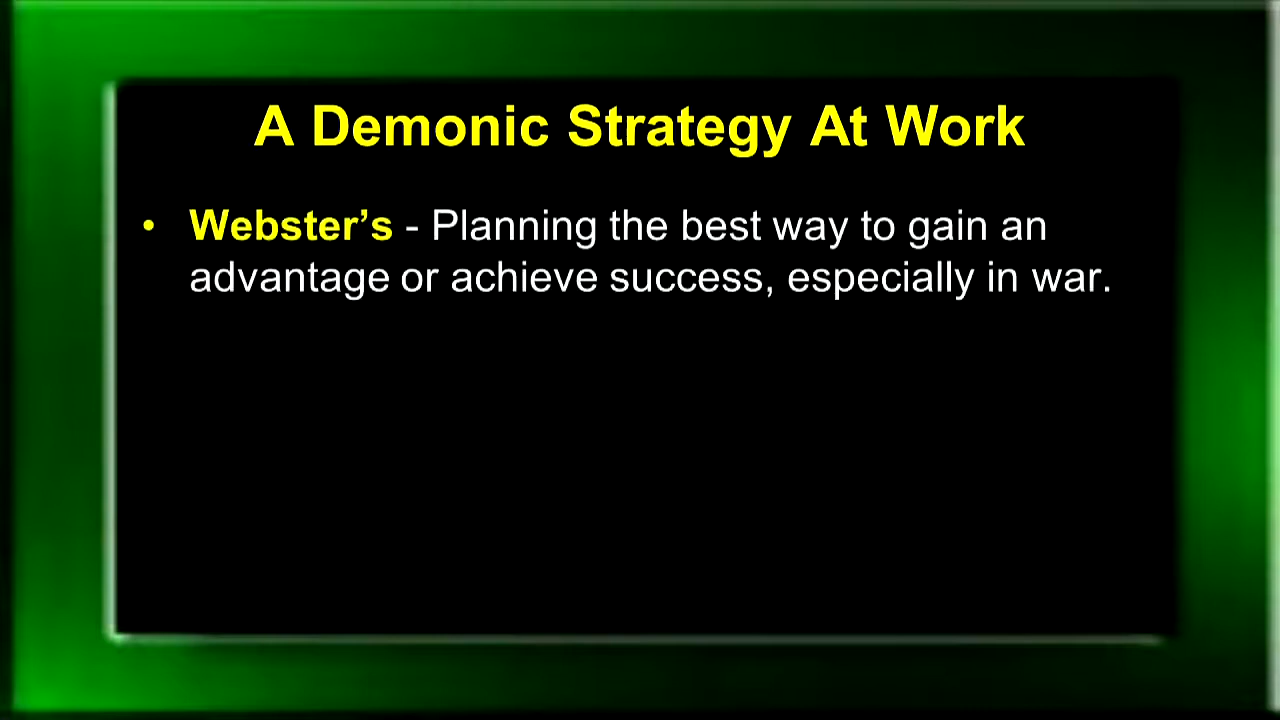 A Demonic Strategy At Work
• Webster’s - Planning the best way to gain an
advantage or achieve success, especially in war.